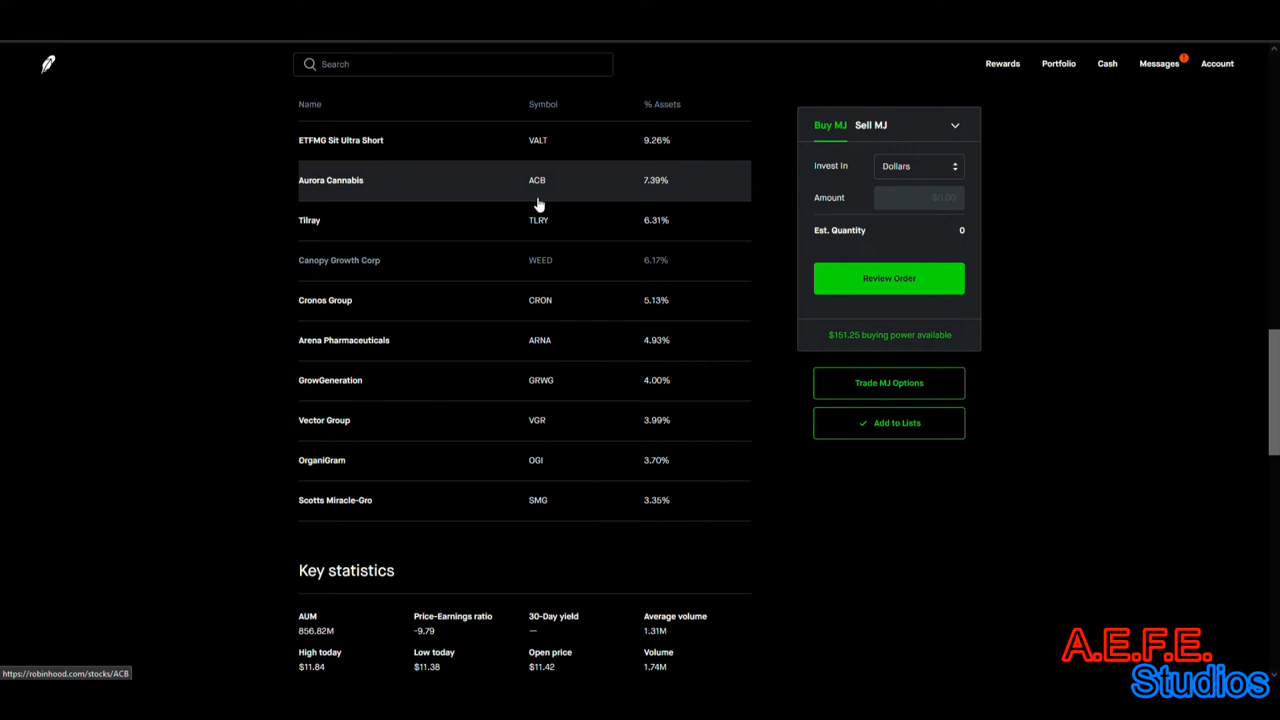 Search
Rewards Portfolio Cash Messages Account
Name Symbol % Assets
ETFMG Sit Ultra Short VALT 9.26%
Aurora Cannabis ACB 7.39%
Tilray TLRY 6.31%
Canopy Growth Corp WEED 6.17%
Cronos Group CRON 5.13%
Arena Pharmaceuticals ARNA 4.93%
GrowGeneration GRWG 4.00%
Vector Group VGR 3.99%
OrganiGram OGI 3.70%
Scotts Miracle-Gro SMG 3.35%
Buy MJ Sell MJ
Invest In Dollars
Amount $0.00
Est. Quantity 0
Review Order
$151.25 buying power available
Trade MJ Options
Add to Lists
Key statistics
AUM Price-Earnings ratio 30-Day yield Average volume
856.82M -9.79 — 1.31M
High today Low today Open price Volume
$11.84 $11.38 $11.42 1.74M
https://robinhood.com/stocks/ACB
A.E.F.E.
Studios